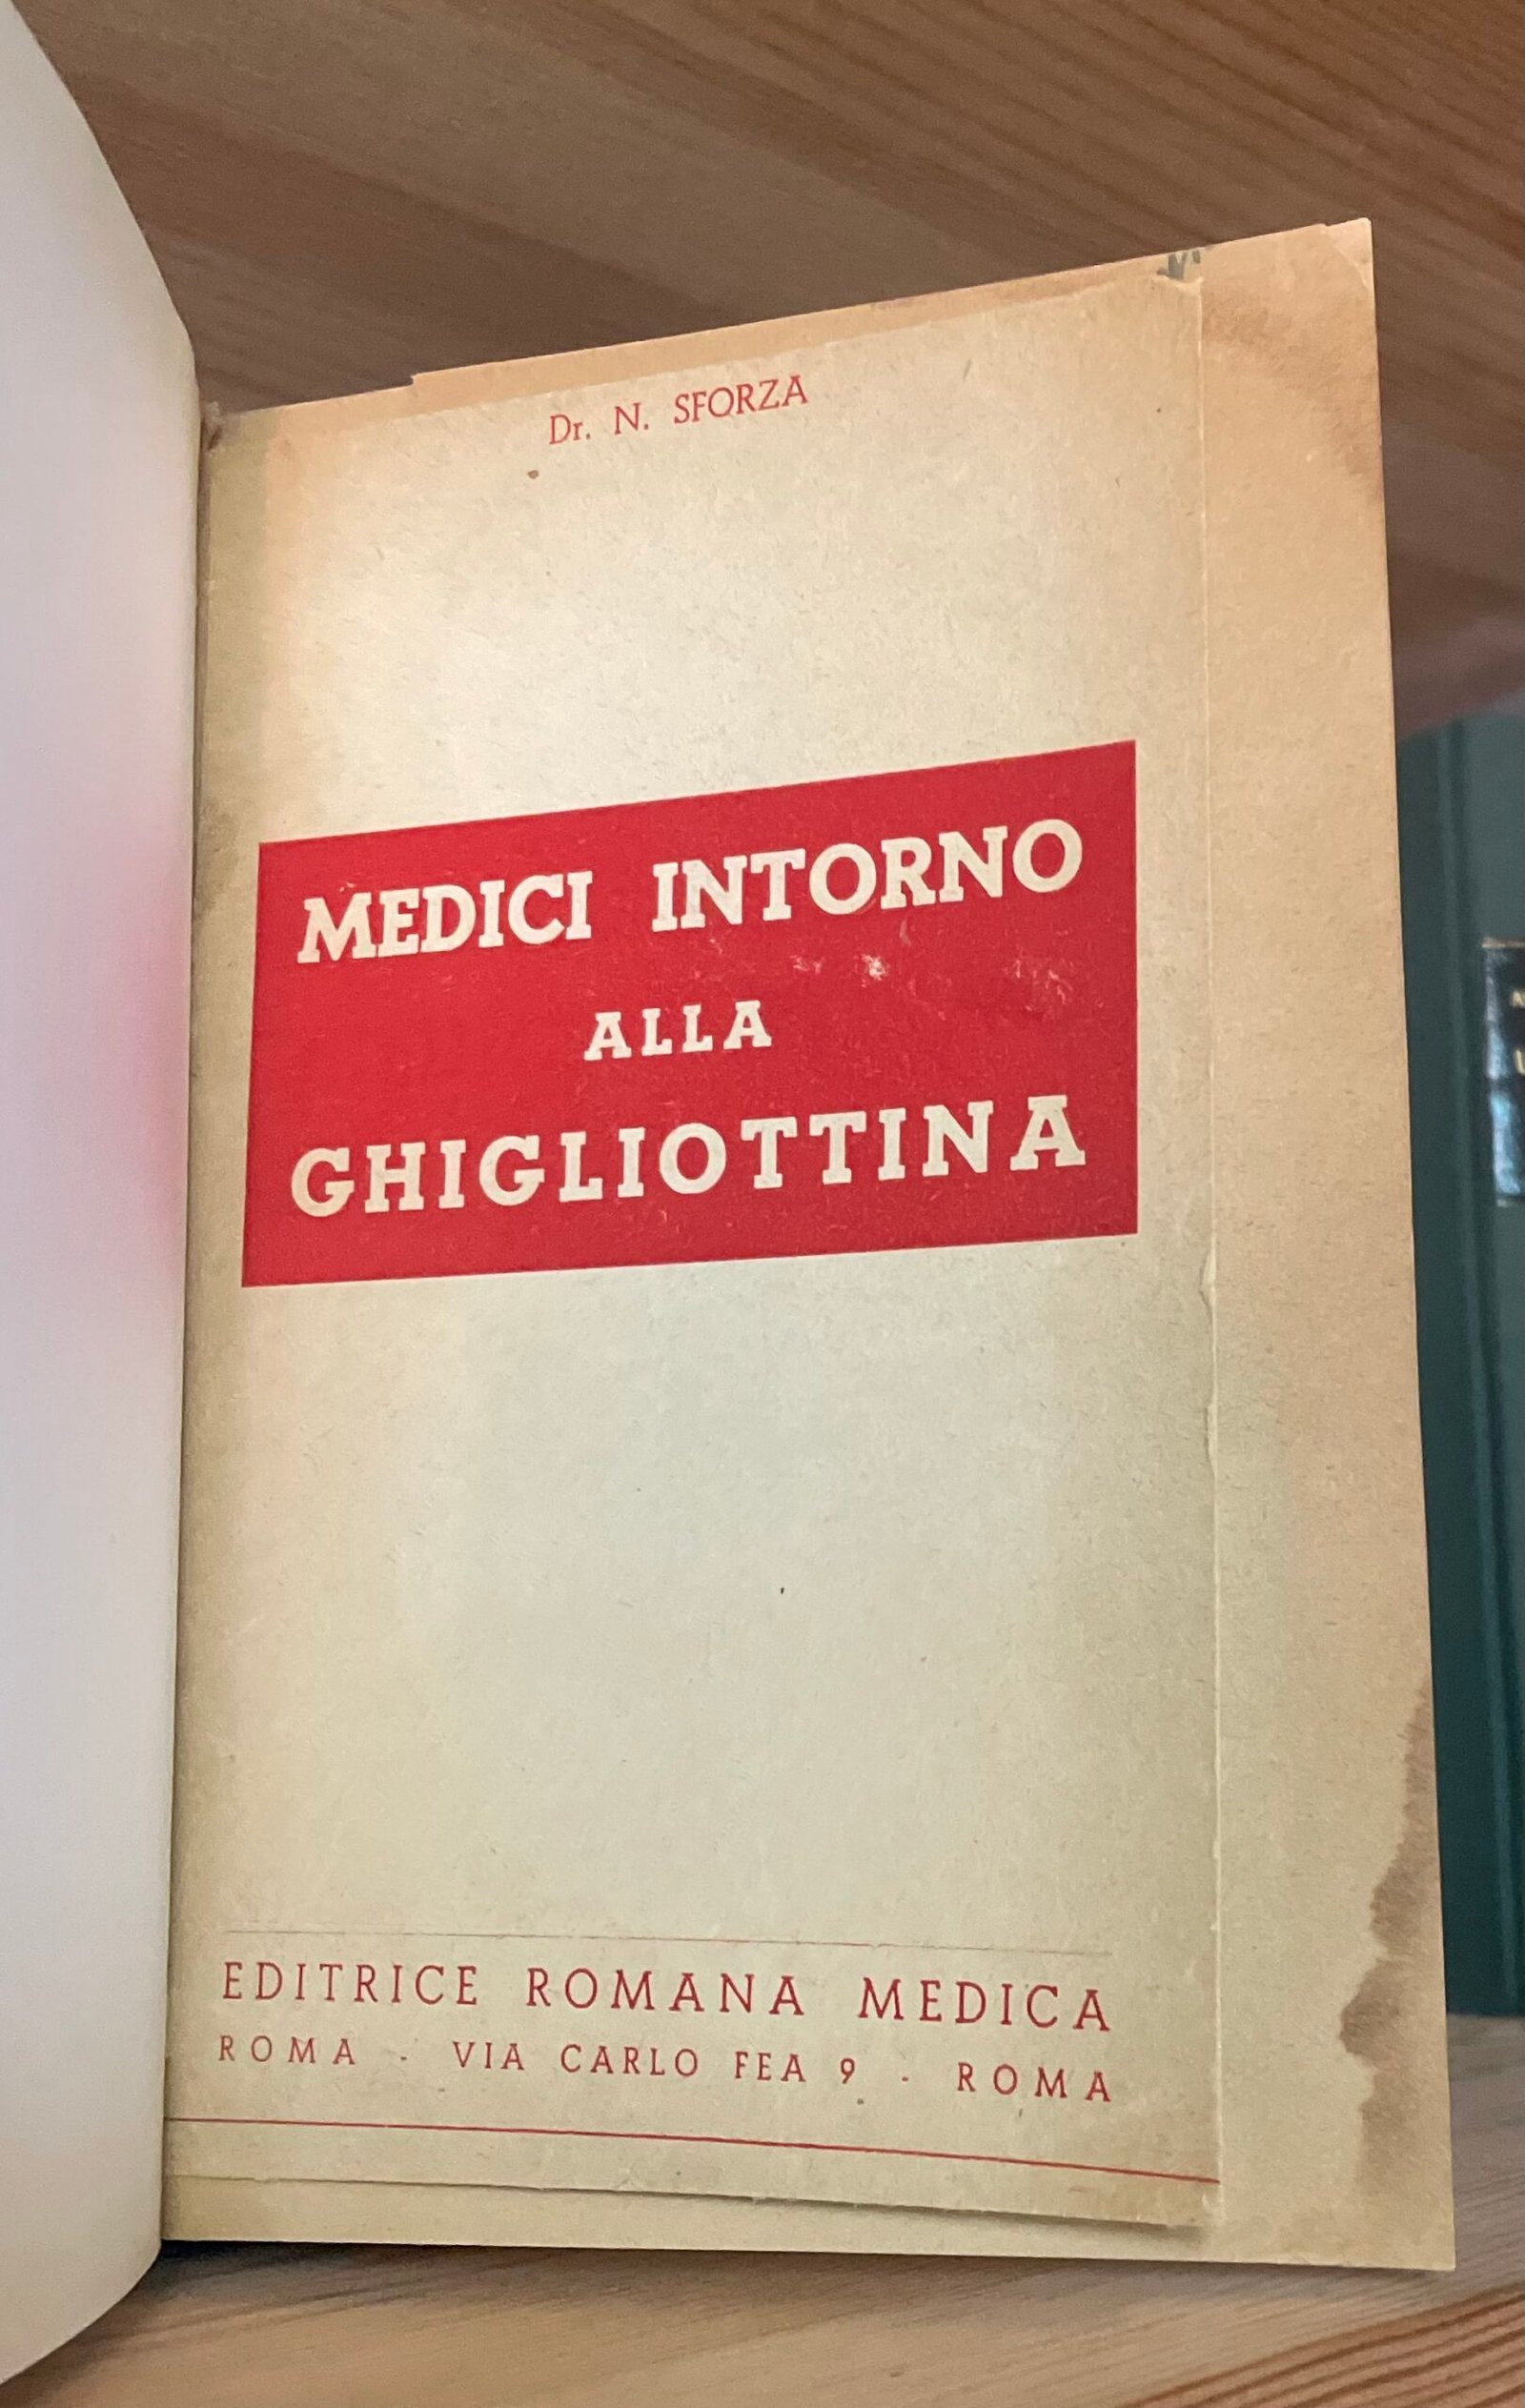 Dr. N. SFORZA
MEDICI INTORNO
ALLA
GHIGLIOTTINA
EDITRICE ROMANA MEDICA
ROMA - VIA CARLO FEA 9 - ROMA